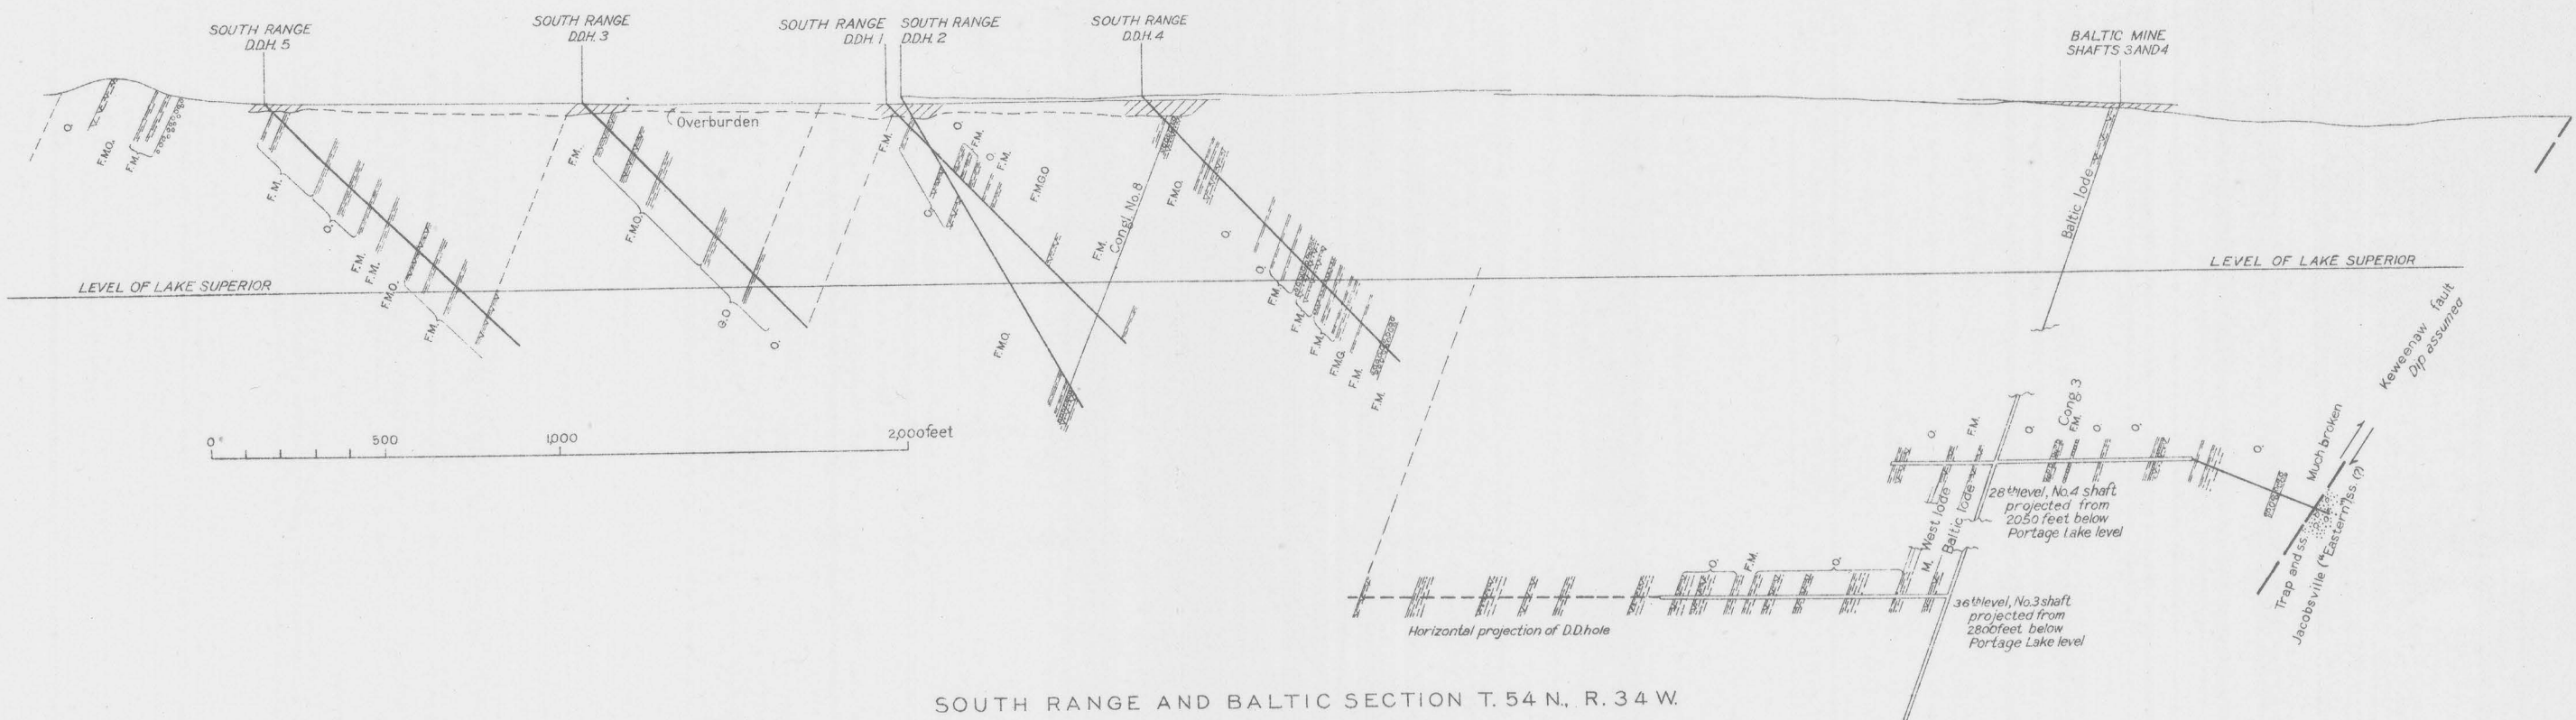 SOUTH RANGE
D.D.H. 5
SOUTH RANGE
D.D.H. 3
SOUTH RANGE
D.D.H. 1
SOUTH RANGE
D.D.H. 2
SOUTH RANGE
D.D.H. 4
BALTIC MINE
SHAFTS 3 AND 4
Overburden
O.
F.M.O.
F.M.
F.M.
O.
F.M.
F.M.
F.M.O.
F.M.
F.M.
F.M.O.
G.O
O.
F.M.
O.
F.M.
O.
F.M.
O.
F.M.G.O
F.M.
Congl. No. 8
F.M.O.
F.M.O.
O.
O.
F.M.
F.M.
F.M.
F.M.O.
F.M.
F.M.
Baltic lode
LEVEL OF LAKE SUPERIOR
LEVEL OF LAKE SUPERIOR
Keweenaw fault
Dip assumed
0
500
1,000
2,000 feet
O.
F.M.
O.
Cong. 3
F.M.
O.
O.
O.
Much broken
28th level, No. 4 shaft
projected from
2050 feet below
Portage Lake level
M. West lode
Baltic lode
Trap and ss.
Jacobsville ("Eastern") ss. (?)
O.
F.M.
O.
Horizontal projection of D.D. hole
36th level, No. 3 shaft
projected from
2800 feet below
Portage Lake level
SOUTH RANGE AND BALTIC SECTION T. 54 N., R. 34 W.